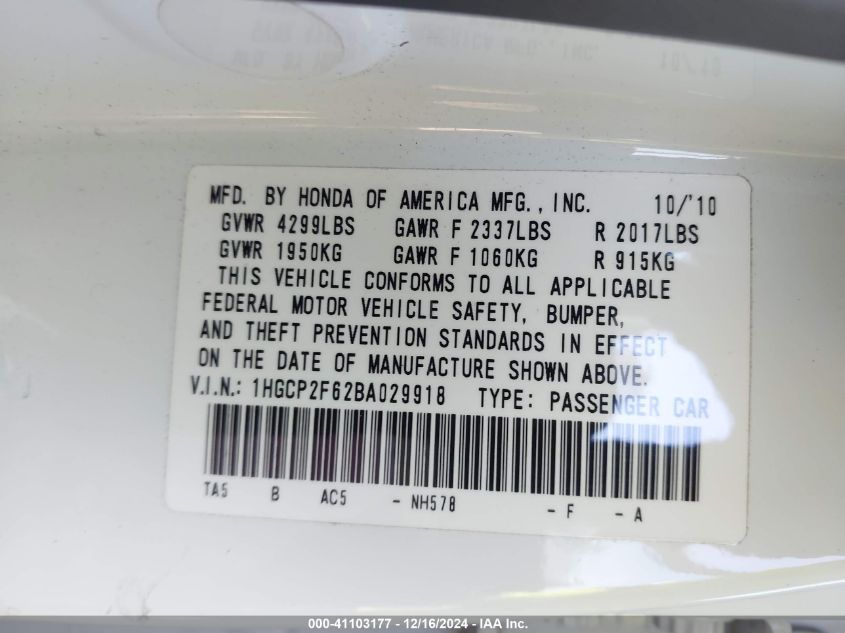 MFD. BY HONDA OF AMERICA MFG., INC. 10/'10
GVWR 4299LBS GAWR F 2337LBS R 2017LBS
GVWR 1950KG GAWR F 1060KG R 915KG
THIS VEHICLE CONFORMS TO ALL APPLICABLE
FEDERAL MOTOR VEHICLE SAFETY, BUMPER,
AND THEFT PREVENTION STANDARDS IN EFFECT
ON THE DATE OF MANUFACTURE SHOWN ABOVE.
V.I.N.: 1HGCP2F62BA029918 TYPE: PASSENGER CAR
TA5 B AC5 - NH578 - F - A
000-41103177 - 12/16/2024 - IAA Inc.